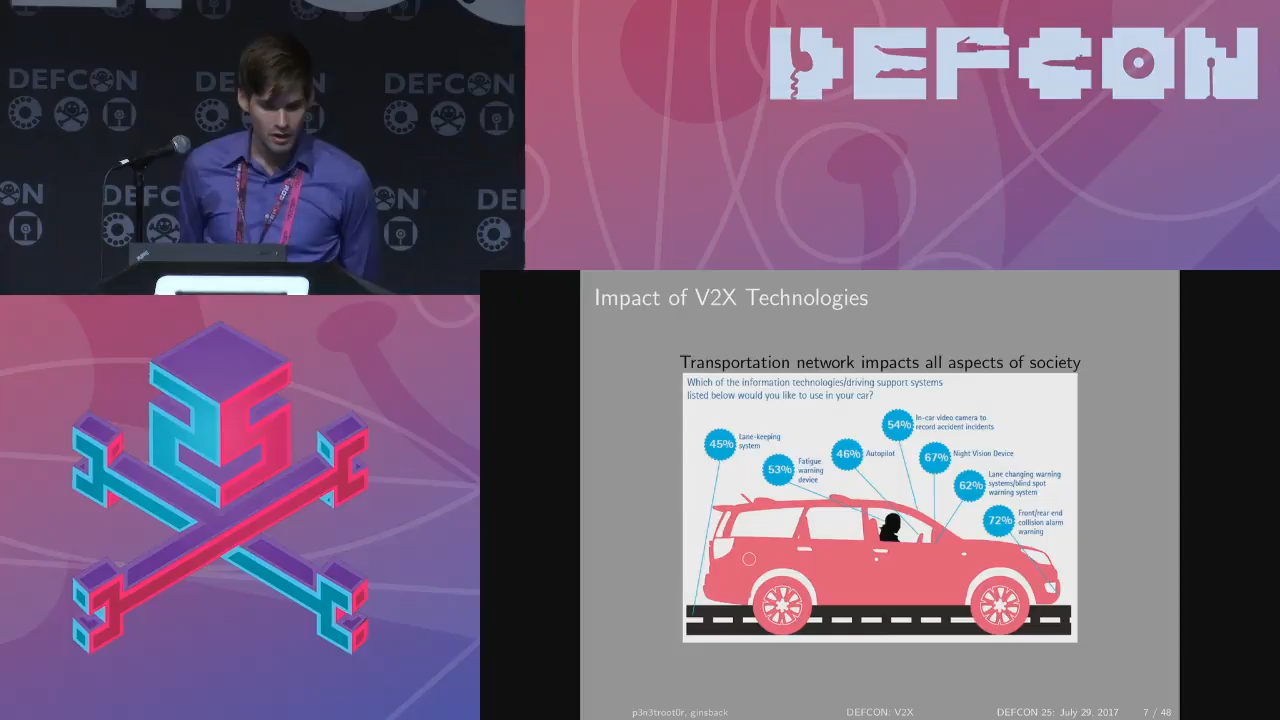 DEFCON
DEFCON
DEFCON
DEFCON
Impact of V2X Technologies
Transportation network impacts all aspects of society
Which of the information technologies/driving support systems
listed below would you like to use in your car?
54%
In-car video camera to
record accident incidents
45%
Lane-keeping
system
46%
Autopilot
67%
Night Vision Device
53%
Fatigue
warning
device
62%
Lane changing warning
systems/blind spot
warning system
72%
Front/rear end
collision alarm
warning
p3n3troot0r, ginsback
DEFCON: V2X
DEFCON 25: July 29, 2017
7 / 48